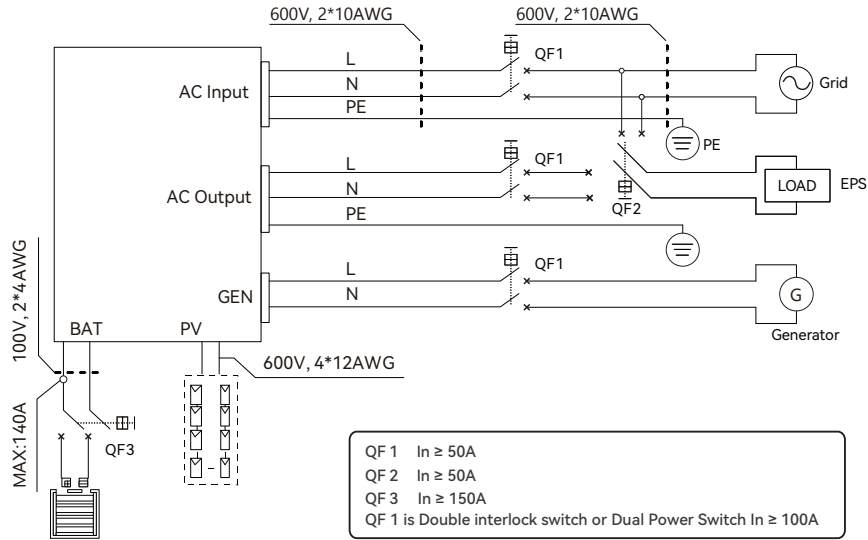 600V, 2*10AWG
600V, 2*10AWG
L
QF1
AC Input
N
Grid
PE
PE
L
QF1
AC Output
N
LOAD
EPS
PE
QF2
L
QF1
GEN
N
G
Generator
BAT
PV
100V, 2*4AWG
600V, 4*12AWG
MAX:140A
QF3
QF 1 In ≥ 50A
QF 2 In ≥ 50A
QF 3 In ≥ 150A
QF 1 is Double interlock switch or Dual Power Switch In ≥ 100A